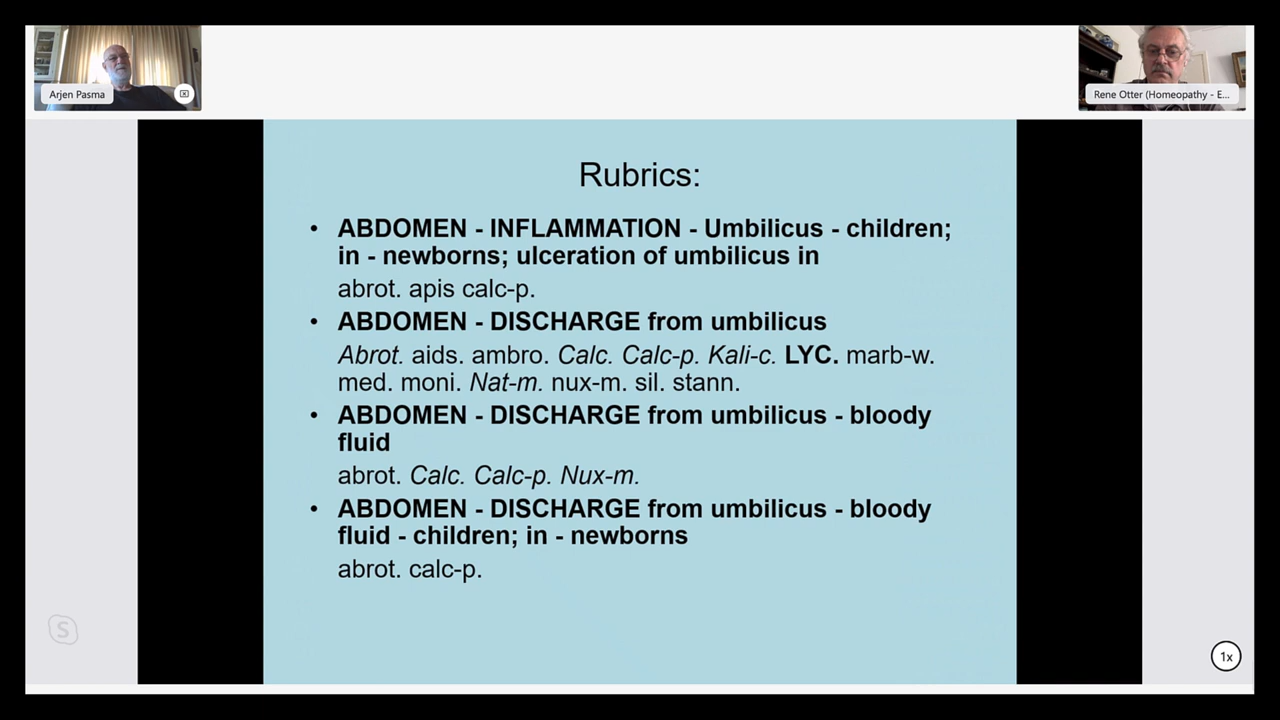 Arjen Pasma
Rene Otter (Homeopathy - E...
Rubrics:
• ABDOMEN - INFLAMMATION - Umbilicus - children;
in - newborns; ulceration of umbilicus in
abrot. apis calc-p.
• ABDOMEN - DISCHARGE from umbilicus
Abrot. aids. ambro. Calc. Calc-p. Kali-c. LYC. marb-w.
med. moni. Nat-m. nux-m. sil. stann.
• ABDOMEN - DISCHARGE from umbilicus - bloody
fluid
abrot. Calc. Calc-p. Nux-m.
• ABDOMEN - DISCHARGE from umbilicus - bloody
fluid - children; in - newborns
abrot. calc-p.
S
1x